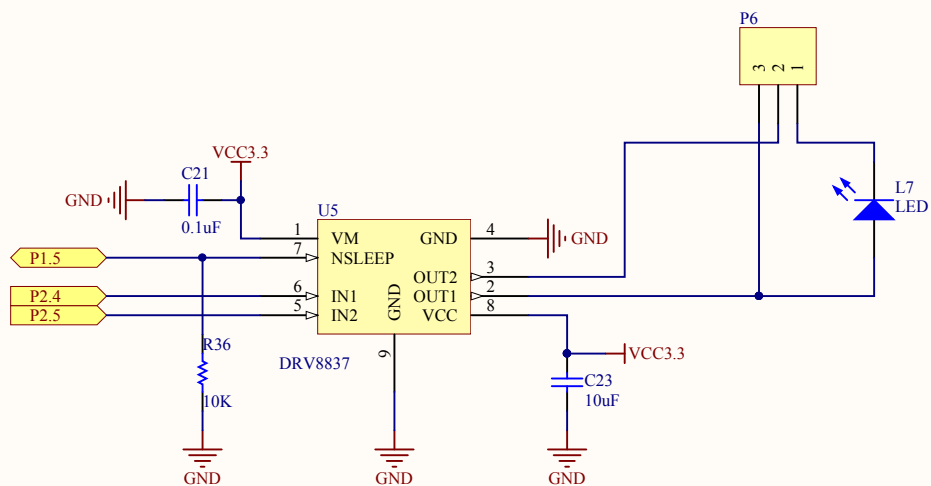 P6
3
2
1
VCC3.3
C21
GND
0.1uF
L7
LED
U5
1
VM
GND
4
GND
P1.5
7
NSLEEP
OUT2
3
P2.4
6
IN1
OUT1
2
P2.5
5
IN2
GND
VCC
8
R36
9
DRV8837
VCC3.3
C23
10K
10uF
GND
GND
GND